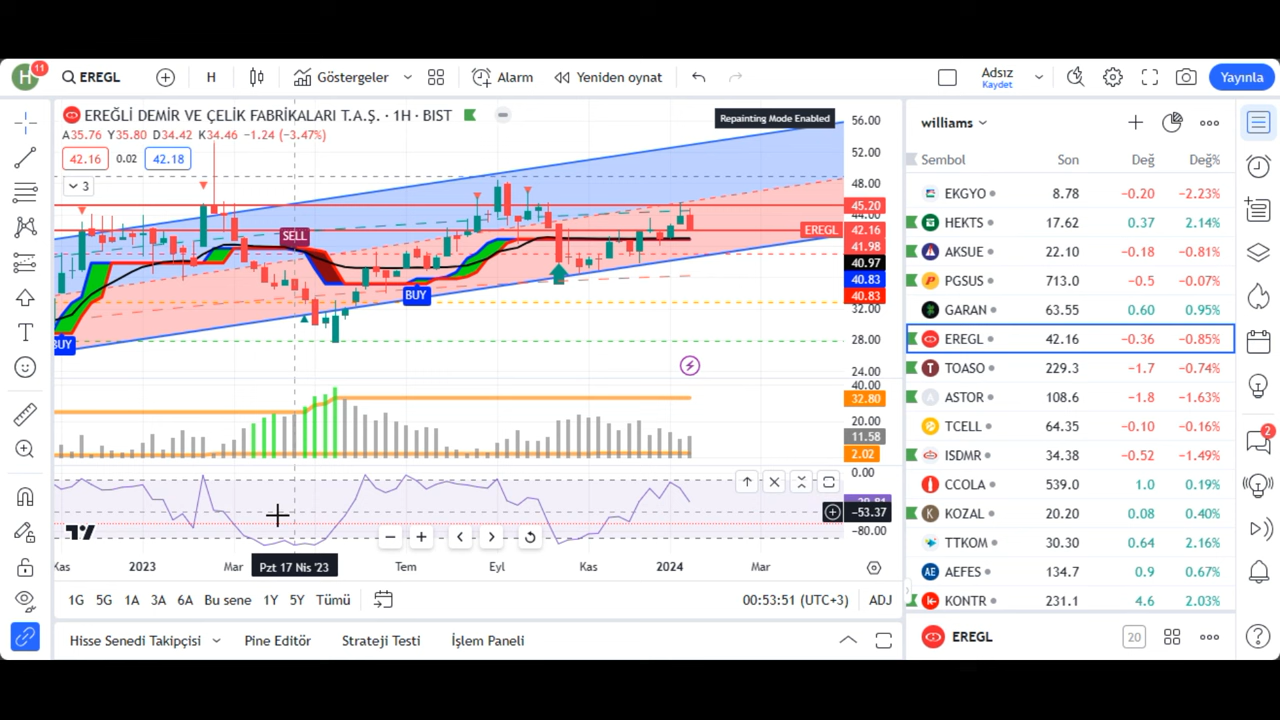 H 11 EREGL H Göstergeler Alarm Yeniden oynat Adsız Kaydet Yayınla
EREĞLİ DEMİR VE ÇELİK FABRİKALARI T.A.Ş. · 1H · BIST
A35.76 Y35.80 D34.42 K34.46 −1.24 (−3.47%)
42.16 0.02 42.18
3
Repainting Mode Enabled
SELL
BUY
BUY
56.00
52.00
48.00
45.20
44.00
EREGL 42.16
41.98
40.97
40.83
40.83
32.00
28.00
24.00
40.00
32.80
20.00
11.58
2.02
0.00
−53.37
−80.00
Kas 2023 Mar Pzt 17 Nis '23 Tem Eyl Kas 2024 Mar
1G 5G 1A 3A 6A Bu sene 1Y 5Y Tümü 00:53:51 (UTC+3) ADJ
Hisse Senedi Takipçisi Pine Editör Strateji Testi İşlem Paneli
williams
Sembol Son Değ Değ%
EKGYO 8.78 −0.20 −2.23%
HEKTS 17.62 0.37 2.14%
AKSUE 22.10 −0.18 −0.81%
PGSUS 713.0 −0.5 −0.07%
GARAN 63.55 0.60 0.95%
EREGL 42.16 −0.36 −0.85%
TOASO 229.3 −1.7 −0.74%
ASTOR 108.6 −1.8 −1.63%
TCELL 64.35 −0.10 −0.16%
ISDMR 34.38 −0.52 −1.49%
CCOLA 539.0 1.0 0.19%
KOZAL 20.20 0.08 0.40%
TTKOM 30.30 0.64 2.16%
AEFES 134.7 0.9 0.67%
KONTR 231.1 4.6 2.03%
EREGL 20
2